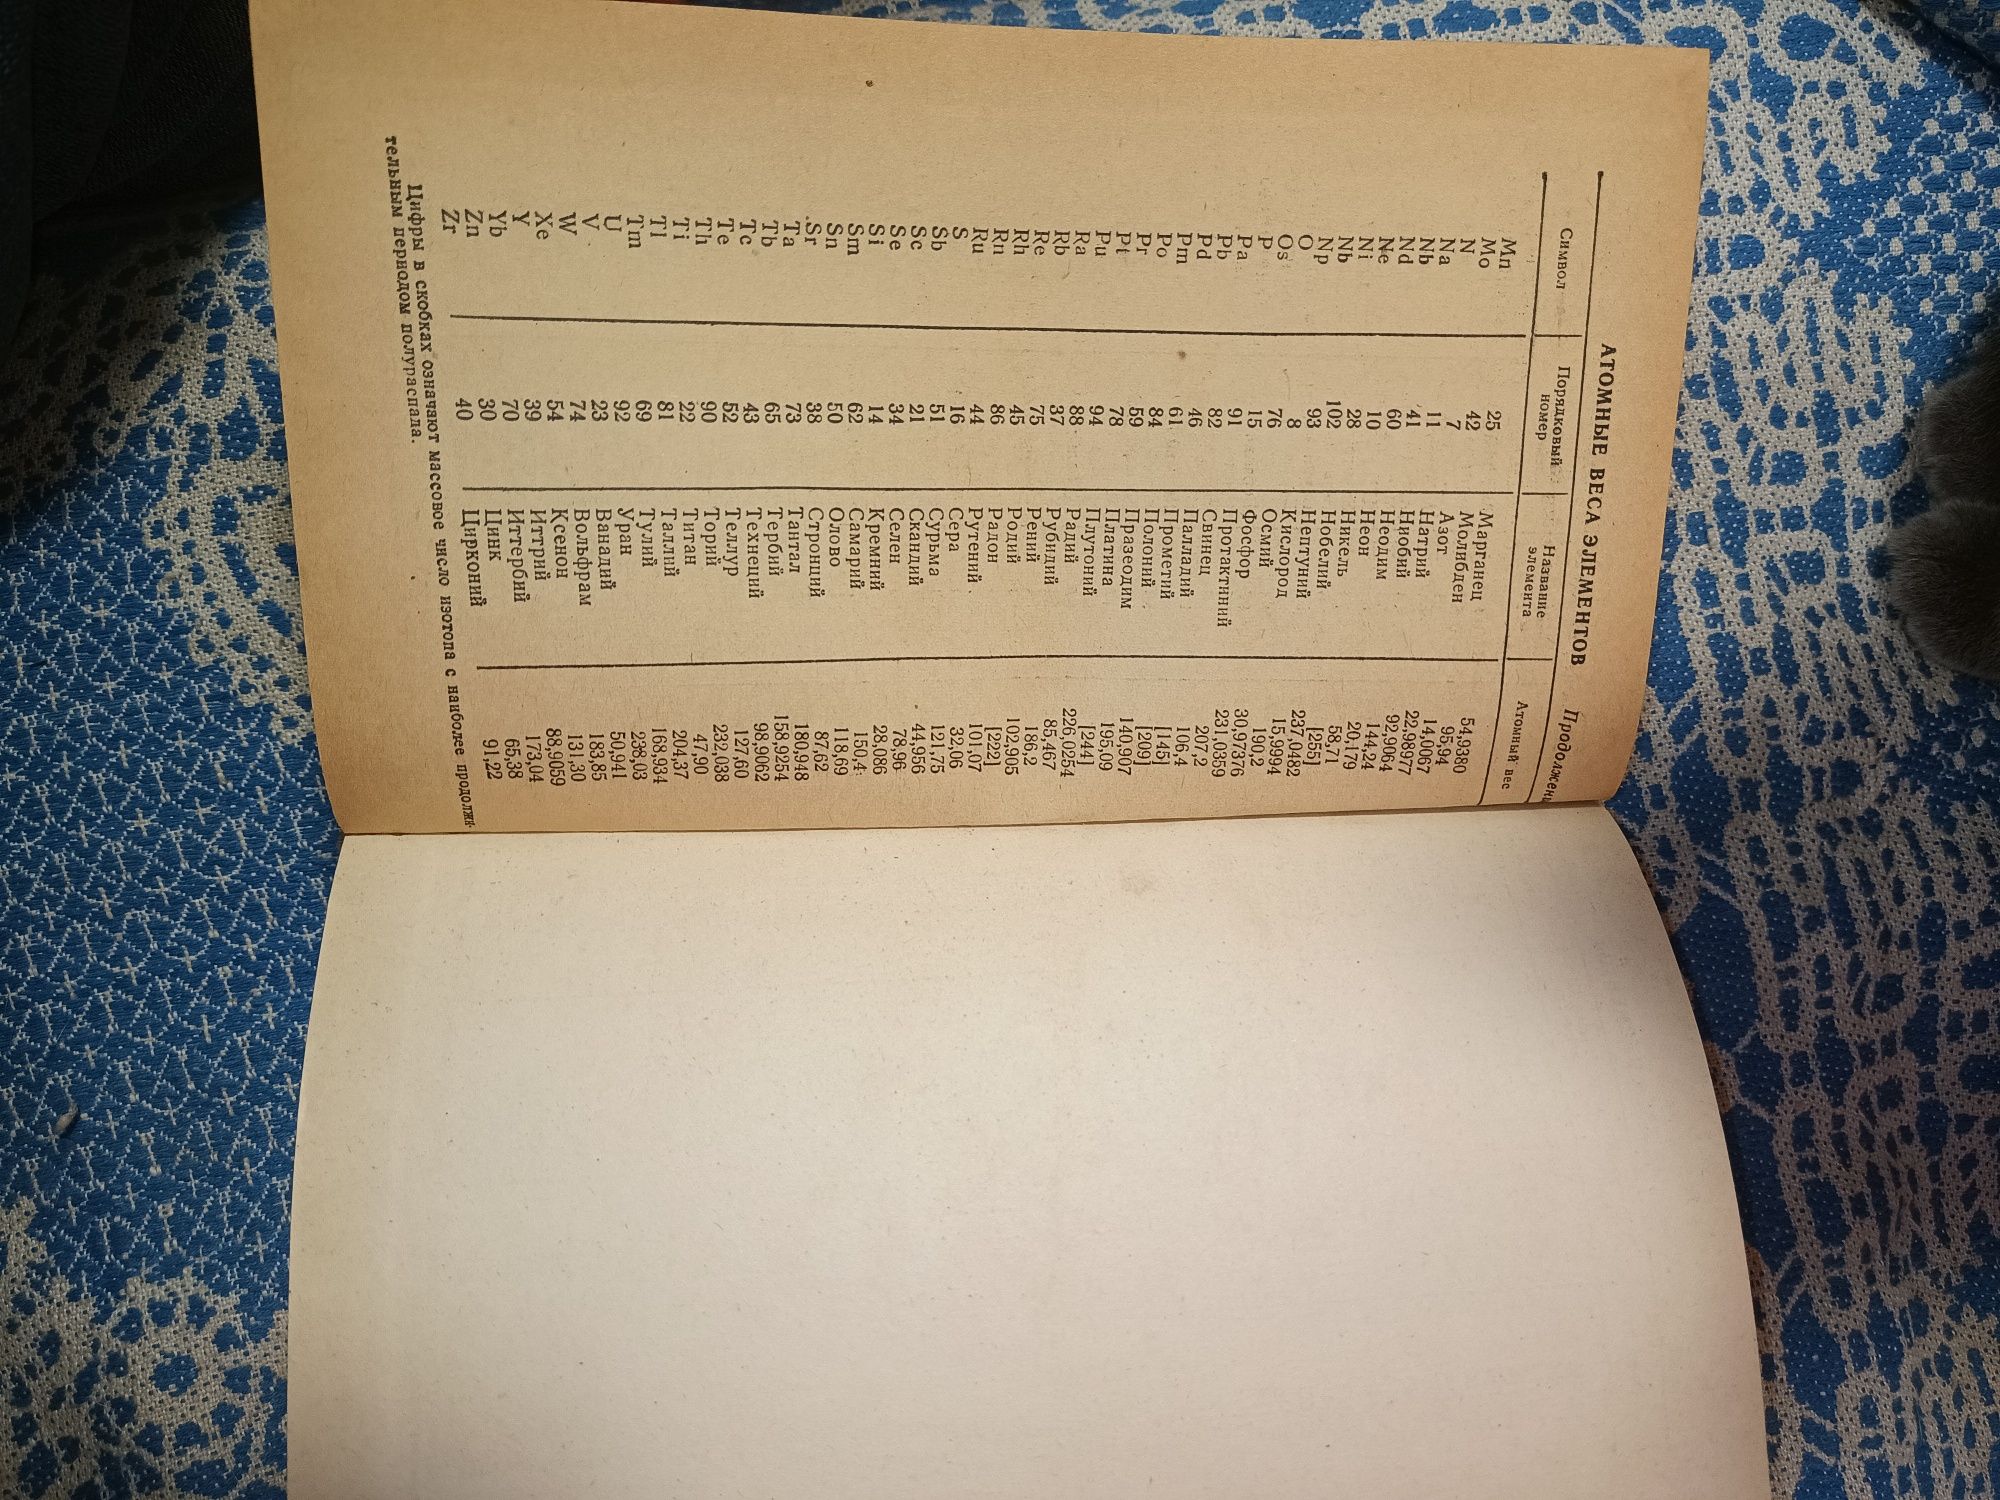 АТОМНЫЕ ВЕСА ЭЛЕМЕНТОВ Продолжени
Символ Порядковый номер Название элемента Атомный вес
Mn 25 Марганец 54,9380
Mo 42 Молибден 95,94
N 7 Азот 14,0067
Na 11 Натрий 22,98977
Nb 41 Ниобий 92,9064
Nd 60 Неодим 144,24
Ne 10 Неон 20,179
Ni 28 Никель 58,71
Nb 102 Нобелий [255]
Np 93 Нептуний 237,0482
O 8 Кислород 15,9994
Os 76 Осмий 190,2
P 15 Фосфор 30,97376
Pa 91 Протактиний 231,0359
Pb 82 Свинец 207,2
Pd 46 Палладий 106,4
Pm 61 Прометий [145]
Po 84 Полоний [209]
Pr 59 Празеодим 140,907
Pt 78 Платина 195,09
Pu 94 Плутоний [244]
Ra 88 Радий 226,0254
Rb 37 Рубидий 85,467
Re 75 Рений 186,2
Rh 45 Родий 102,905
Rn 86 Радон [222]
Ru 44 Рутений 101,07
S 16 Сера 32,06
Sb 51 Сурьма 121,75
Sc 21 Скандий 44,956
Se 34 Селен 78,96
Si 14 Кремний 28,086
Sm 62 Самарий 150,4
Sn 50 Олово 118,69
Sr 38 Стронций 87,62
Ta 73 Тантал 180,948
Tb 65 Тербий 158,9254
Tc 43 Технеций 98,9062
Te 52 Теллур 127,60
Th 90 Торий 232,038
Ti 22 Титан 47,90
Tl 81 Таллий 204,37
Tm 69 Тулий 168,934
U 92 Уран 238,03
V 23 Ванадий 50,941
W 74 Вольфрам 183,85
Xe 54 Ксенон 131,30
Y 39 Иттрий 88,9059
Yb 70 Иттербий 173,04
Zn 30 Цинк 65,38
Zr 40 Цирконий 91,22
Цифры в скобках означают массовое число изотопа с наиболее продолжи-
тельным периодом полураспада.